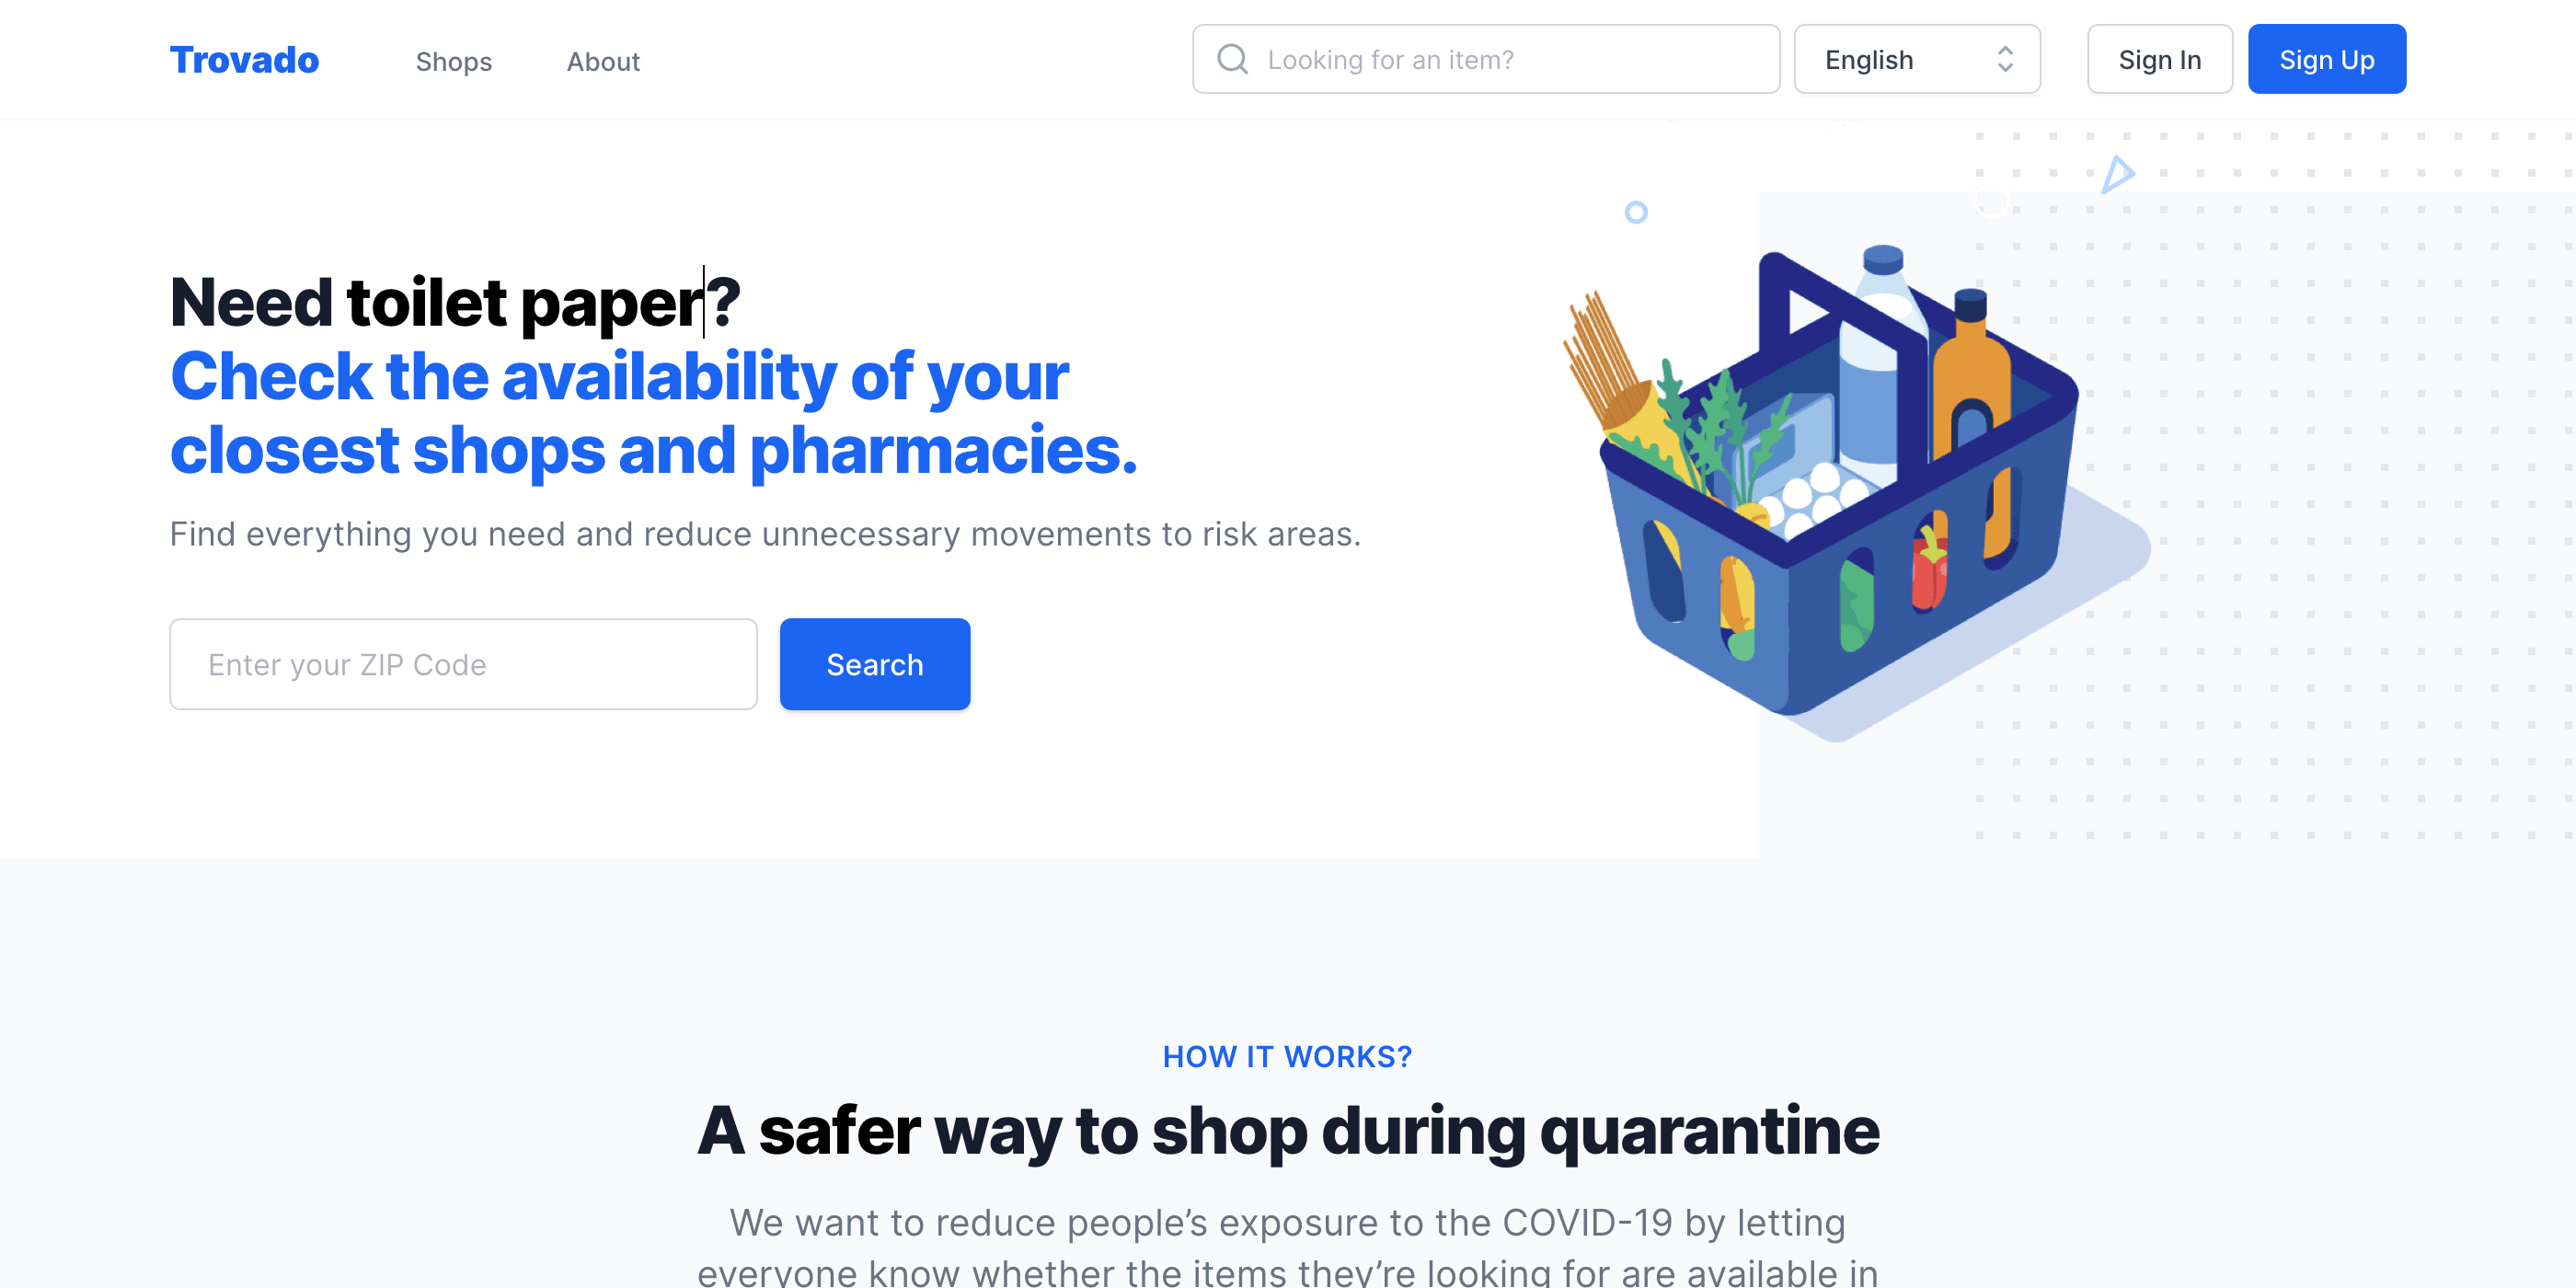 Trovado
Shops
About
Looking for an item?
English
Sign In
Sign Up
Need toilet paper?
Check the availability of your
closest shops and pharmacies.
Find everything you need and reduce unnecessary movements to risk areas.
Enter your ZIP Code
Search
HOW IT WORKS?
A safer way to shop during quarantine
We want to reduce people’s exposure to the COVID-19 by letting
everyone know whether the items they’re looking for are available in